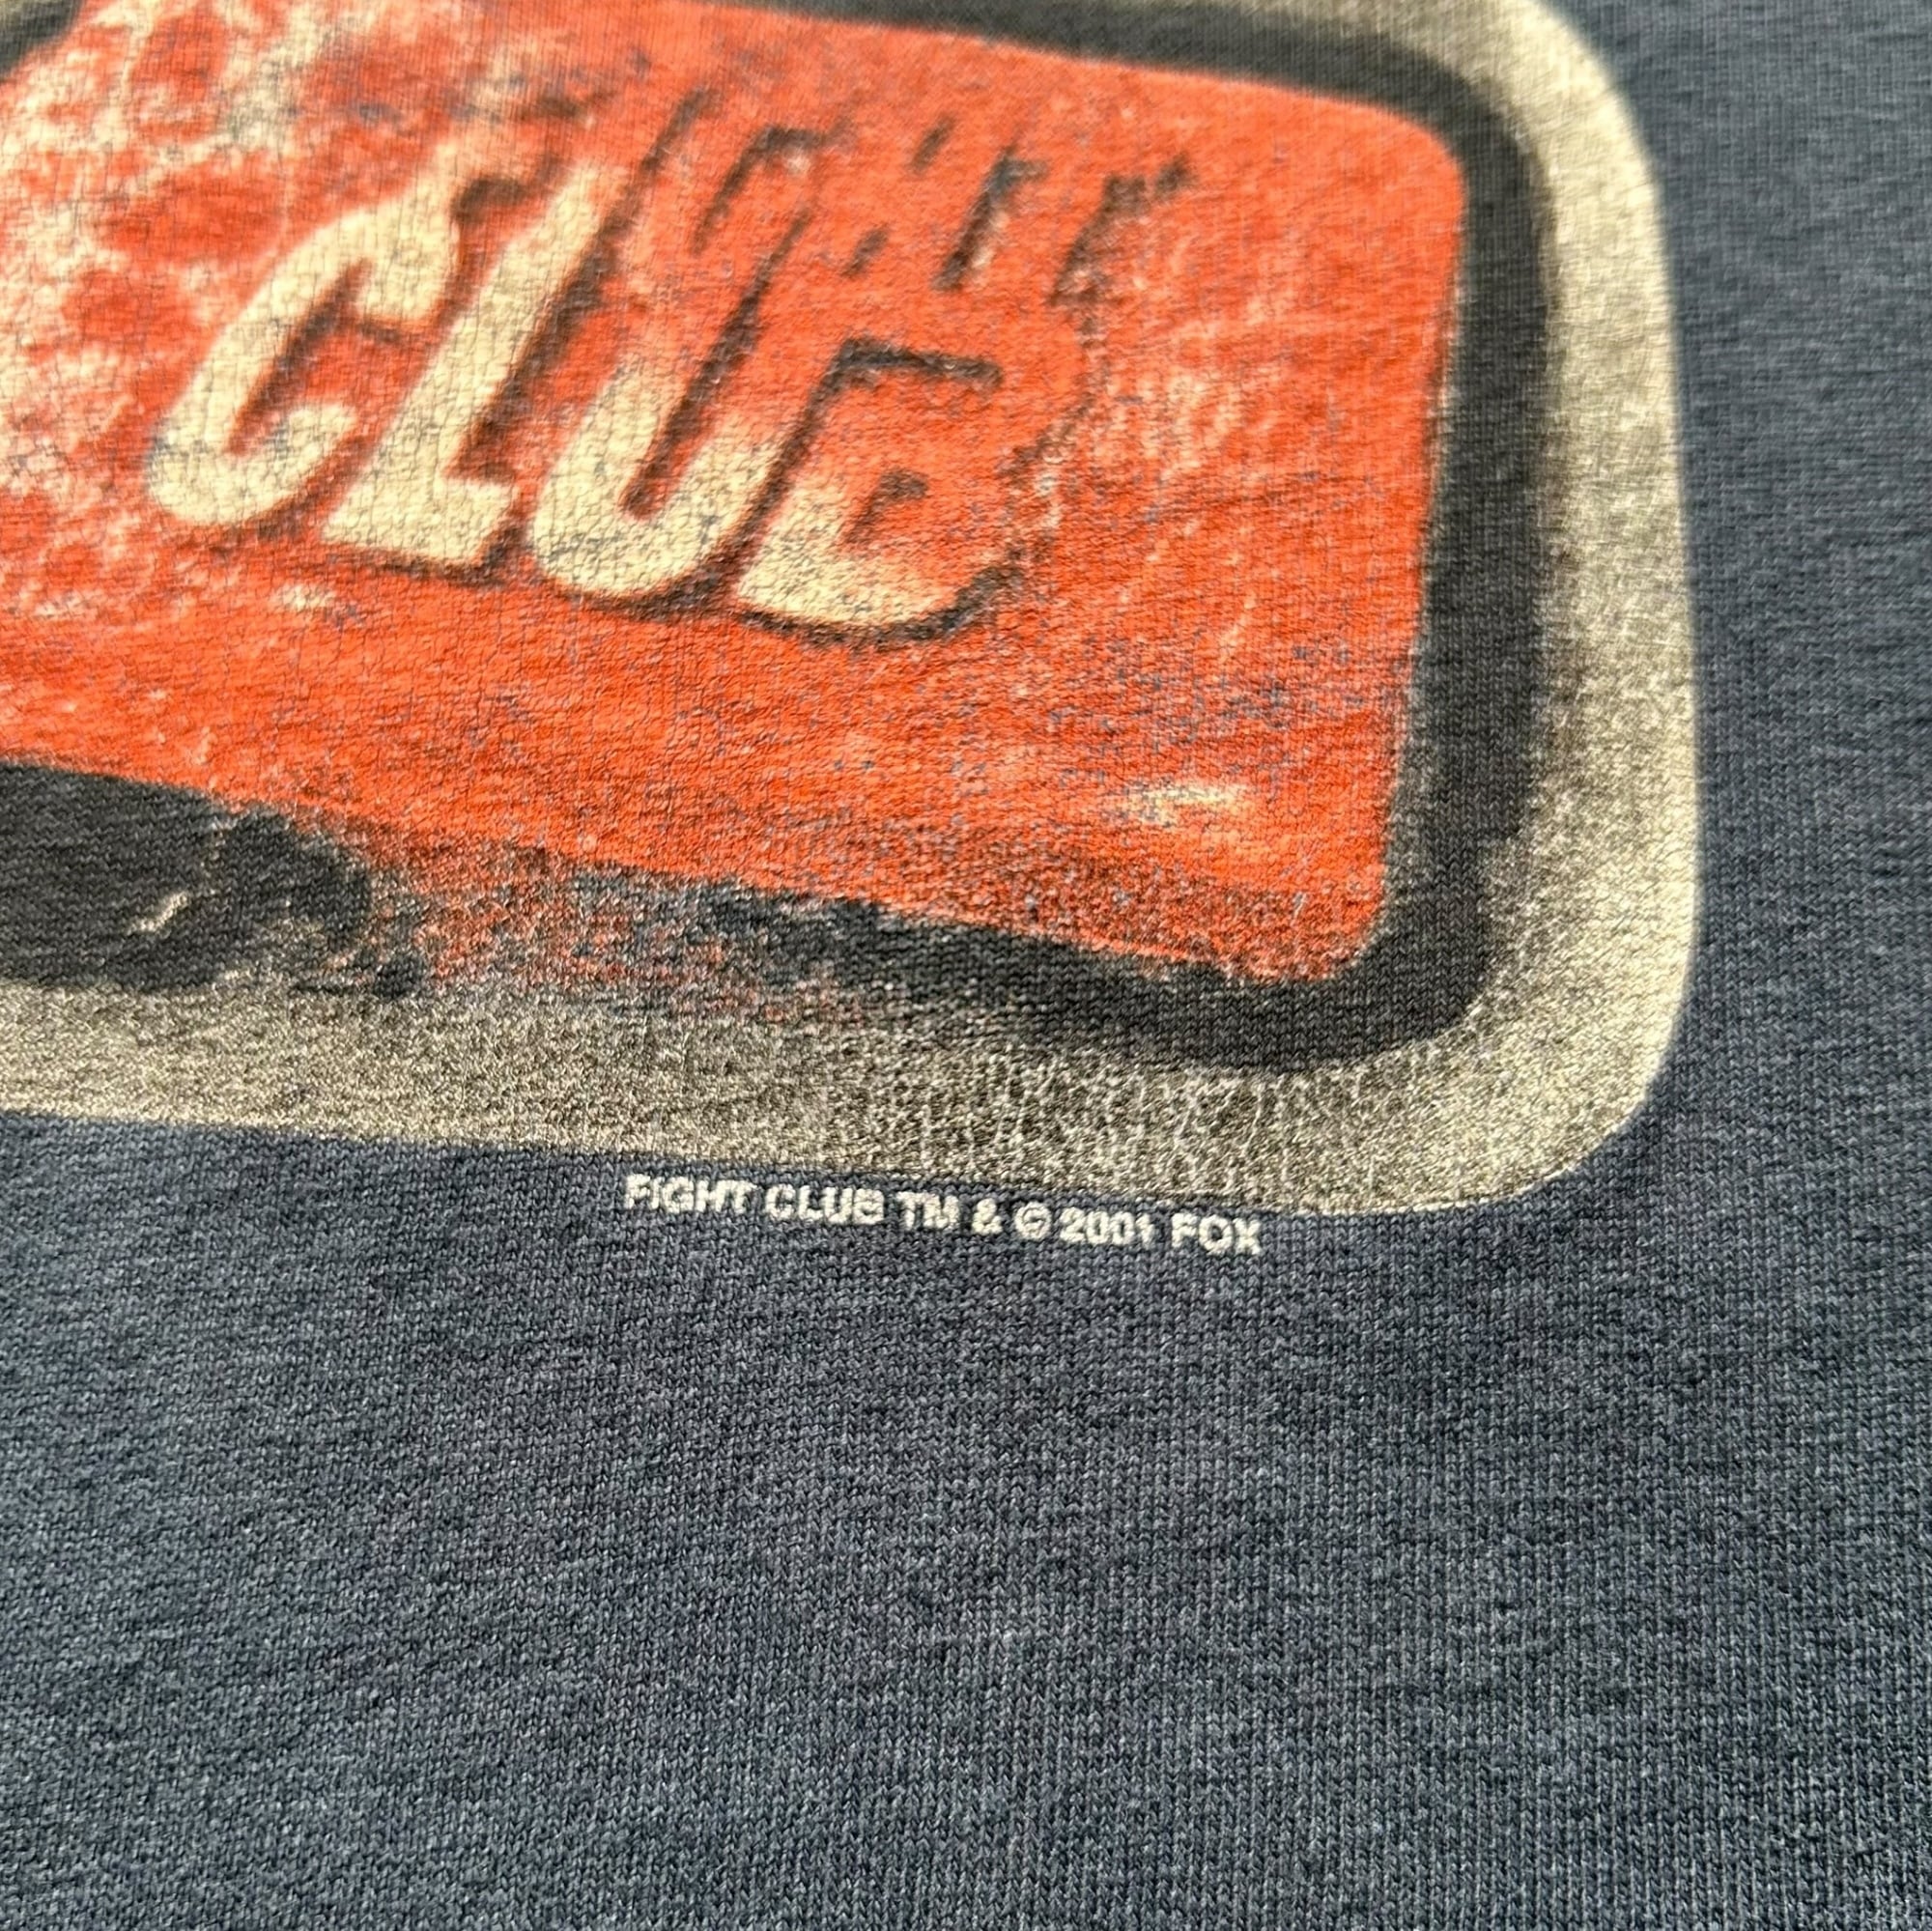 CLUB
FIGHT CLUB TM & © 2001 FOX